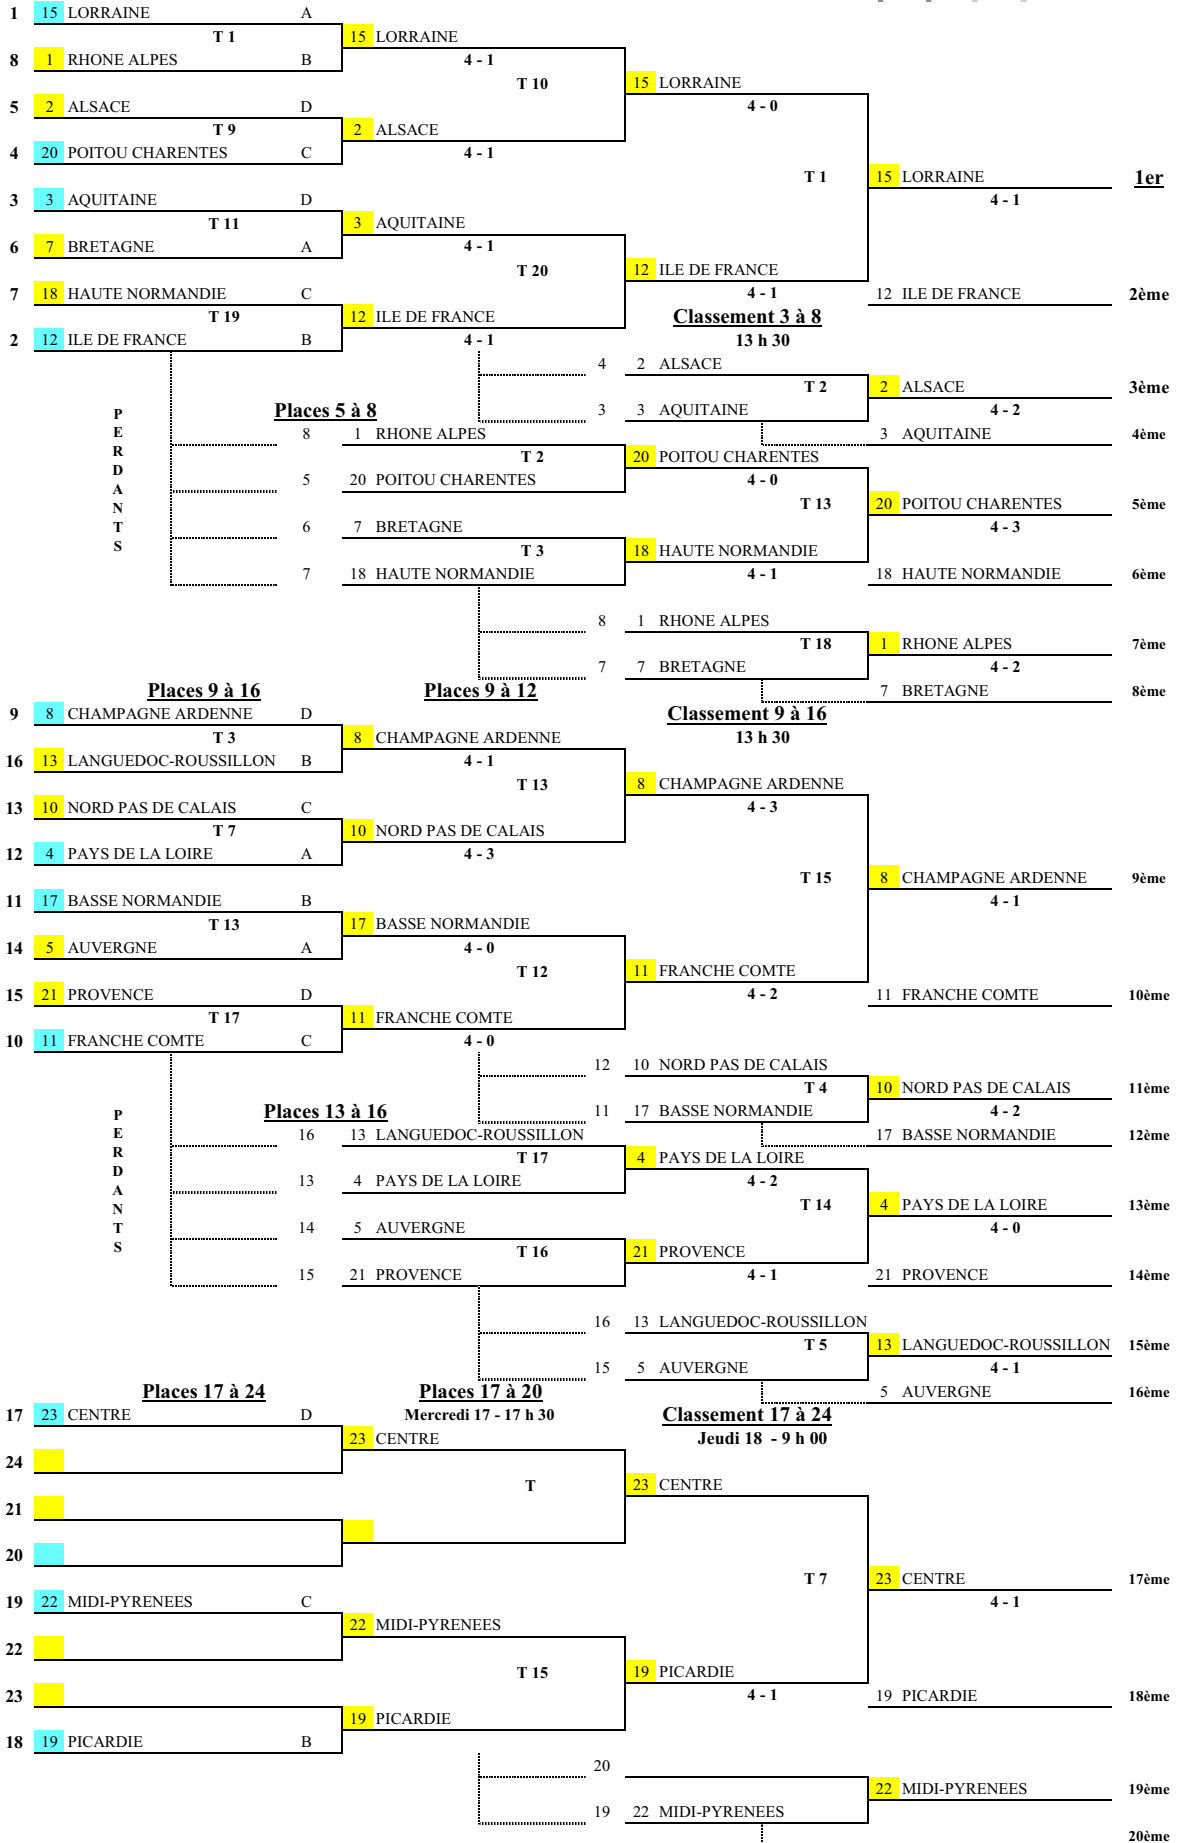 1 15 LORRAINE A
T 1 15 LORRAINE
8 1 RHONE ALPES B 4 - 1
T 10 15 LORRAINE
5 2 ALSACE D 4 - 0
T 9 2 ALSACE
4 20 POITOU CHARENTES C 4 - 1
T 1 15 LORRAINE 1er
3 3 AQUITAINE D 4 - 1
T 11 3 AQUITAINE
6 7 BRETAGNE A 4 - 1
T 20 12 ILE DE FRANCE
7 18 HAUTE NORMANDIE C 4 - 1 12 ILE DE FRANCE 2ème
T 19 12 ILE DE FRANCE Classement 3 à 8
2 12 ILE DE FRANCE B 4 - 1 13 h 30
4 2 ALSACE
T 2 2 ALSACE 3ème
Places 5 à 8 3 3 AQUITAINE 4 - 2
8 1 RHONE ALPES 3 AQUITAINE 4ème
T 2 20 POITOU CHARENTES
5 20 POITOU CHARENTES 4 - 0
T 13 20 POITOU CHARENTES 5ème
6 7 BRETAGNE 4 - 3
T 3 18 HAUTE NORMANDIE
7 18 HAUTE NORMANDIE 4 - 1 18 HAUTE NORMANDIE 6ème
P
E
R
D
A
N
T
S
8 1 RHONE ALPES
T 18 1 RHONE ALPES 7ème
7 7 BRETAGNE 4 - 2
Places 9 à 16 Places 9 à 12 7 BRETAGNE 8ème
9 8 CHAMPAGNE ARDENNE D Classement 9 à 16
T 3 8 CHAMPAGNE ARDENNE 13 h 30
16 13 LANGUEDOC-ROUSSILLON B 4 - 1
T 13 8 CHAMPAGNE ARDENNE
13 10 NORD PAS DE CALAIS C 4 - 3
T 7 10 NORD PAS DE CALAIS
12 4 PAYS DE LA LOIRE A 4 - 3
T 15 8 CHAMPAGNE ARDENNE 9ème
11 17 BASSE NORMANDIE B 4 - 1
T 13 17 BASSE NORMANDIE
14 5 AUVERGNE A 4 - 0
T 12 11 FRANCHE COMTE
15 21 PROVENCE D 4 - 2 11 FRANCHE COMTE 10ème
T 17 11 FRANCHE COMTE
10 11 FRANCHE COMTE C 4 - 0
12 10 NORD PAS DE CALAIS
T 4 10 NORD PAS DE CALAIS 11ème
Places 13 à 16 11 17 BASSE NORMANDIE 4 - 2
16 13 LANGUEDOC-ROUSSILLON 17 BASSE NORMANDIE 12ème
T 17 4 PAYS DE LA LOIRE
13 4 PAYS DE LA LOIRE 4 - 2
T 14 4 PAYS DE LA LOIRE 13ème
14 5 AUVERGNE 4 - 0
T 16 21 PROVENCE
15 21 PROVENCE 4 - 1 21 PROVENCE 14ème
P
E
R
D
A
N
T
S
16 13 LANGUEDOC-ROUSSILLON
T 5 13 LANGUEDOC-ROUSSILLON 15ème
15 5 AUVERGNE 4 - 1
Places 17 à 24 Places 17 à 20 5 AUVERGNE 16ème
17 23 CENTRE D Mercredi 17 - 17 h 30 Classement 17 à 24
23 CENTRE Jeudi 18 - 9 h 00
24
T 23 CENTRE
21
20
T 7 23 CENTRE 17ème
19 22 MIDI-PYRENEES C 4 - 1
22 MIDI-PYRENEES
22
T 15 19 PICARDIE
23 4 - 1 19 PICARDIE 18ème
19 PICARDIE
18 19 PICARDIE B
20
22 MIDI-PYRENEES 19ème
19 22 MIDI-PYRENEES
20ème